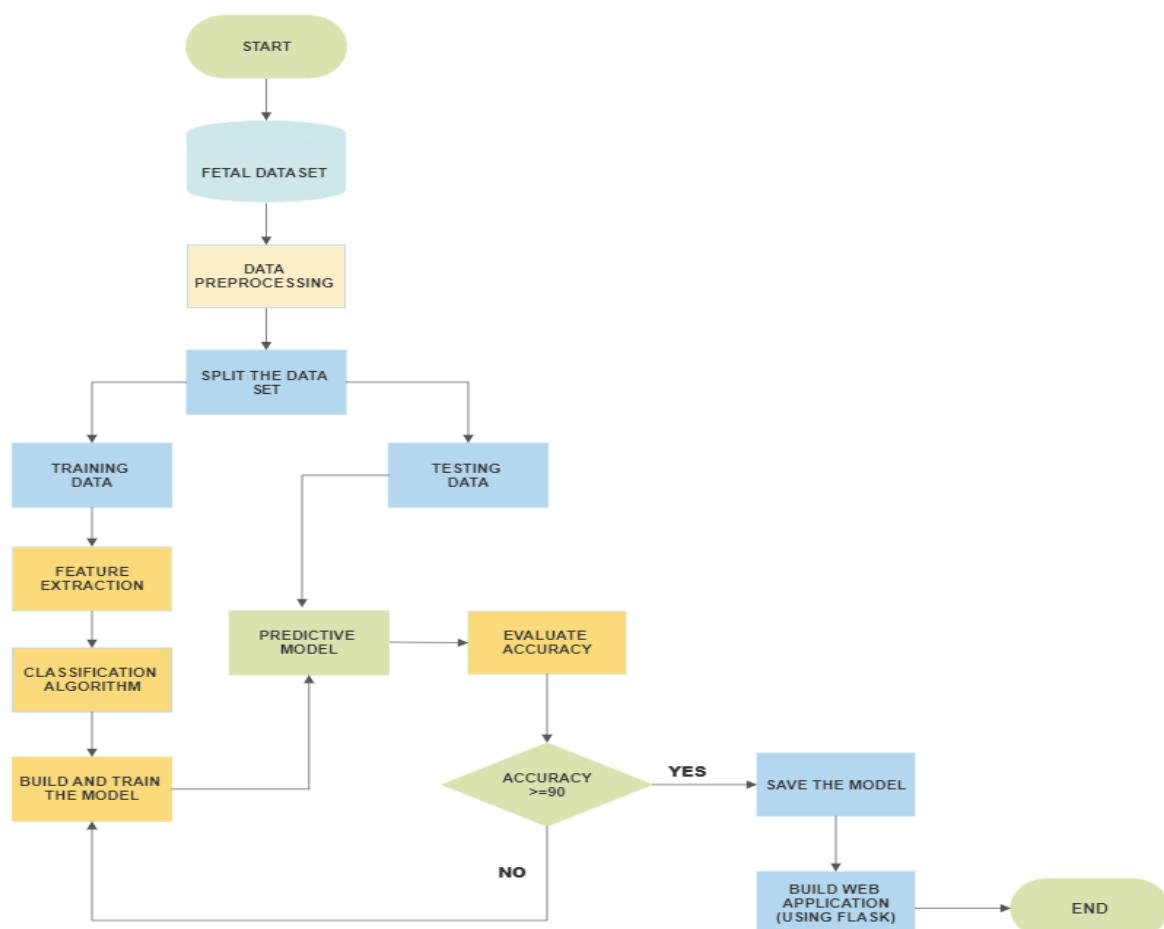 START
FETAL DATASET
DATA
PREPROCESSING
SPLIT THE DATA
SET
TRAINING
DATA
TESTING
DATA
FEATURE
EXTRACTION
PREDICTIVE
MODEL
EVALUATE
ACCURACY
CLASSIFICATION
ALGORITHM
BUILD AND TRAIN
THE MODEL
ACCURACY
>=90
YES
SAVE THE MODEL
NO
BUILD WEB
APPLICATION
(USING FLASK)
END